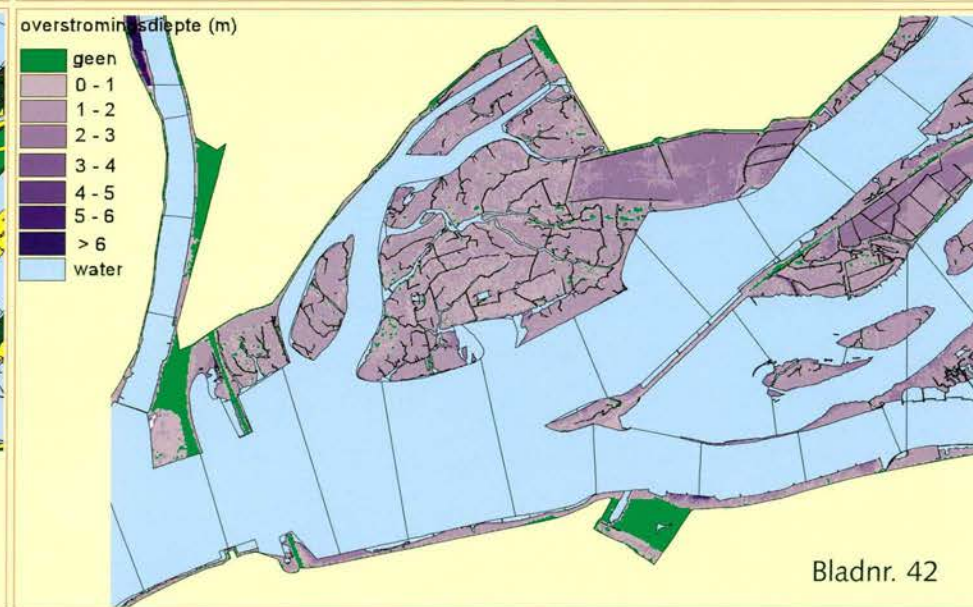 overstromingsdiepte (m)
geen
0 - 1
1 - 2
2 - 3
3 - 4
4 - 5
5 - 6
> 6
water
Bladnr. 42